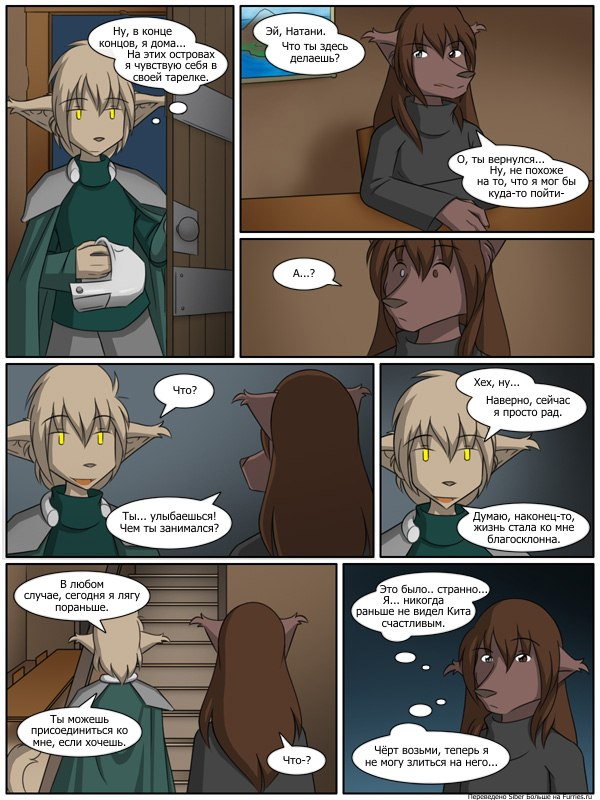 Ну, в конце
концов, я дома...
На этих островах
я чувствую себя в
своей тарелке.
Эй, Натани.
Что ты здесь
делаешь?
О, ты вернулся...
Ну, не похоже
на то, что я мог бы
куда-то пойти-
А...?
Что?
Ты... улыбаешься!
Чем ты занимался?
Хех, ну...
Наверно, сейчас
я просто рад.
Думаю, наконец-то,
жизнь стала ко мне
благосклонна.
В любом
случае, сегодня я лягу
пораньше.
Ты можешь
присоединиться ко
мне, если хочешь.
Что-?
Это было.. странно...
Я... никогда
раньше не видел Кита
счастливым.
Чёрт возьми, теперь я
не могу злиться на него...
Переведено Siber Больше на Furries.ru